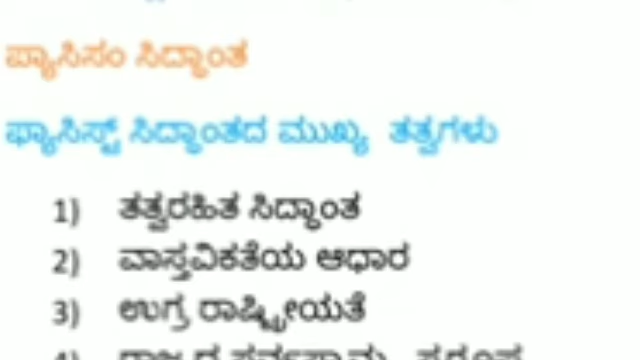 ಪ್ಯಾಸಿಸಂ ಸಿದ್ಧಾಂತ
ಫ್ಯಾಸಿಸ್ಟ್ ಸಿದ್ಧಾಂತದ ಮುಖ್ಯ ತತ್ವಗಳು
1) ತತ್ವರಹಿತ ಸಿದ್ಧಾಂತ
2) ವಾಸ್ತವಿಕತೆಯ ಆಧಾರ
3) ಉಗ್ರ ರಾಷ್ಟ್ರೀಯತೆ